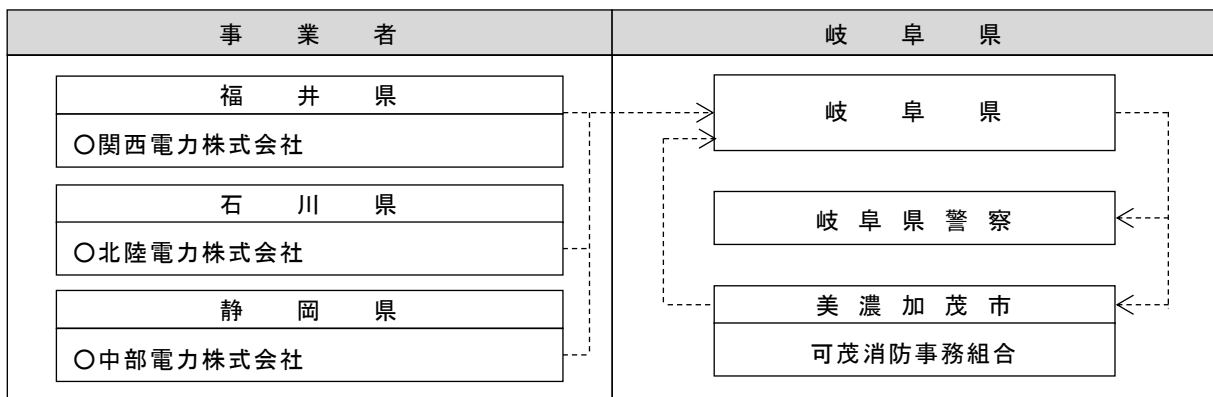 事業者
岐阜県
福井県
〇関西電力株式会社
石川県
〇北陸電力株式会社
静岡県
〇中部電力株式会社
岐阜県
岐阜県警察
美濃加茂市
可茂消防事務組合